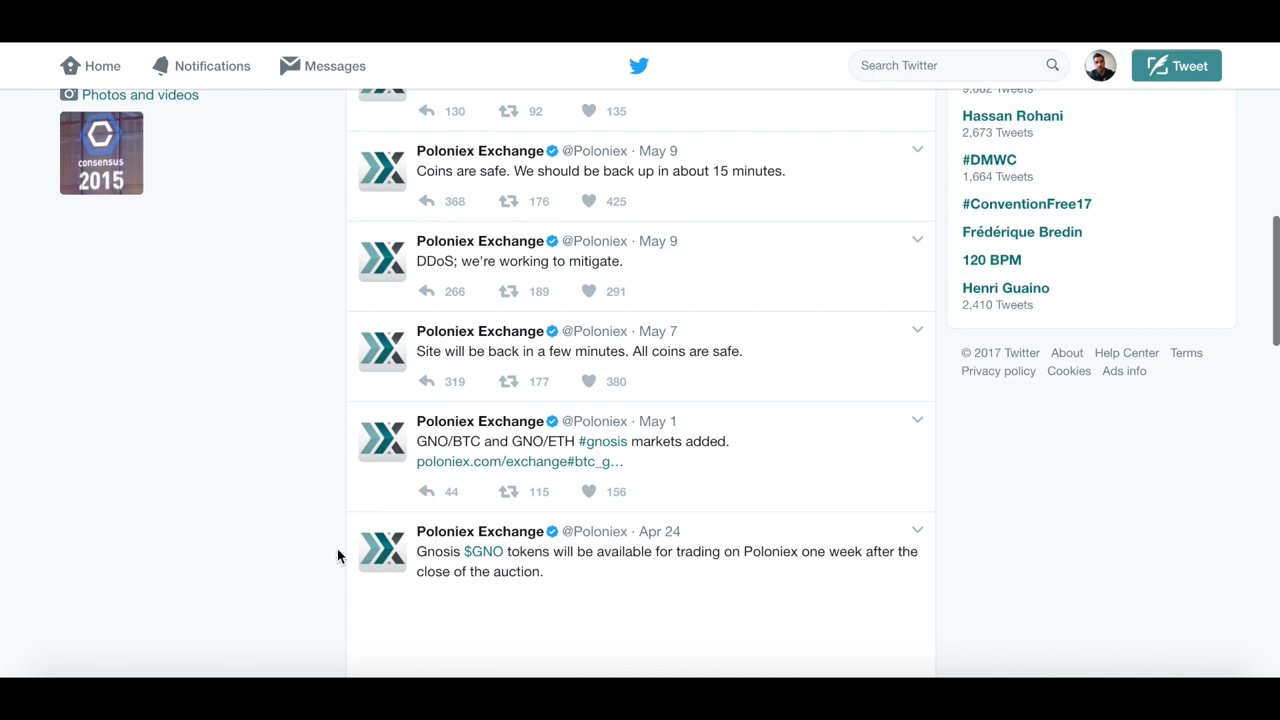 Home
Notifications
Messages
Search Twitter
Tweet
Photos and videos
consensus
2015
130 92 135
Poloniex Exchange @Poloniex · May 9
Coins are safe. We should be back up in about 15 minutes.
368 176 425
Poloniex Exchange @Poloniex · May 9
DDoS; we're working to mitigate.
266 189 291
Poloniex Exchange @Poloniex · May 7
Site will be back in a few minutes. All coins are safe.
319 177 380
Poloniex Exchange @Poloniex · May 1
GNO/BTC and GNO/ETH #gnosis markets added.
poloniex.com/exchange#btc_g…
44 115 156
Poloniex Exchange @Poloniex · Apr 24
Gnosis $GNO tokens will be available for trading on Poloniex one week after the
close of the auction.
Tweets
Hassan Rohani
2,673 Tweets
#DMWC
1,664 Tweets
#ConventionFree17
Frédérique Bredin
120 BPM
Henri Guaino
2,410 Tweets
© 2017 Twitter About Help Center Terms
Privacy policy Cookies Ads info